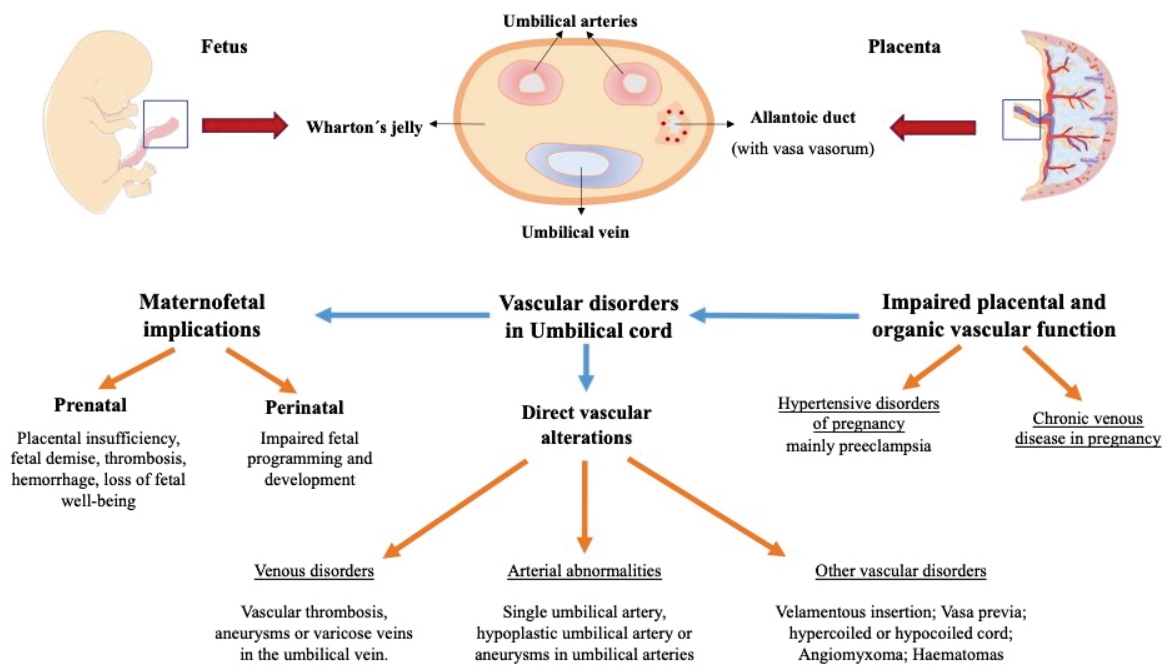 Umbilical arteries
Fetus
Placenta
Wharton´s jelly
Allantoic duct
(with vasa vasorum)
Umbilical vein
Maternofetal
implications
Vascular disorders
in Umbilical cord
Impaired placental and
organic vascular function
Prenatal
Placental insufficiency,
fetal demise, thrombosis,
hemorrhage, loss of fetal
well-being
Perinatal
Impaired fetal
programming and
development
Direct vascular
alterations
Hypertensive disorders
of pregnancy
mainly preeclampsia
Chronic venous
disease in pregnancy
Venous disorders
Vascular thrombosis,
aneurysms or varicose veins
in the umbilical vein.
Arterial abnormalities
Single umbilical artery,
hypoplastic umbilical artery or
aneurysms in umbilical arteries
Other vascular disorders
Velamentous insertion; Vasa previa;
hypercoiled or hypocoiled cord;
Angiomyxoma; Haematomas